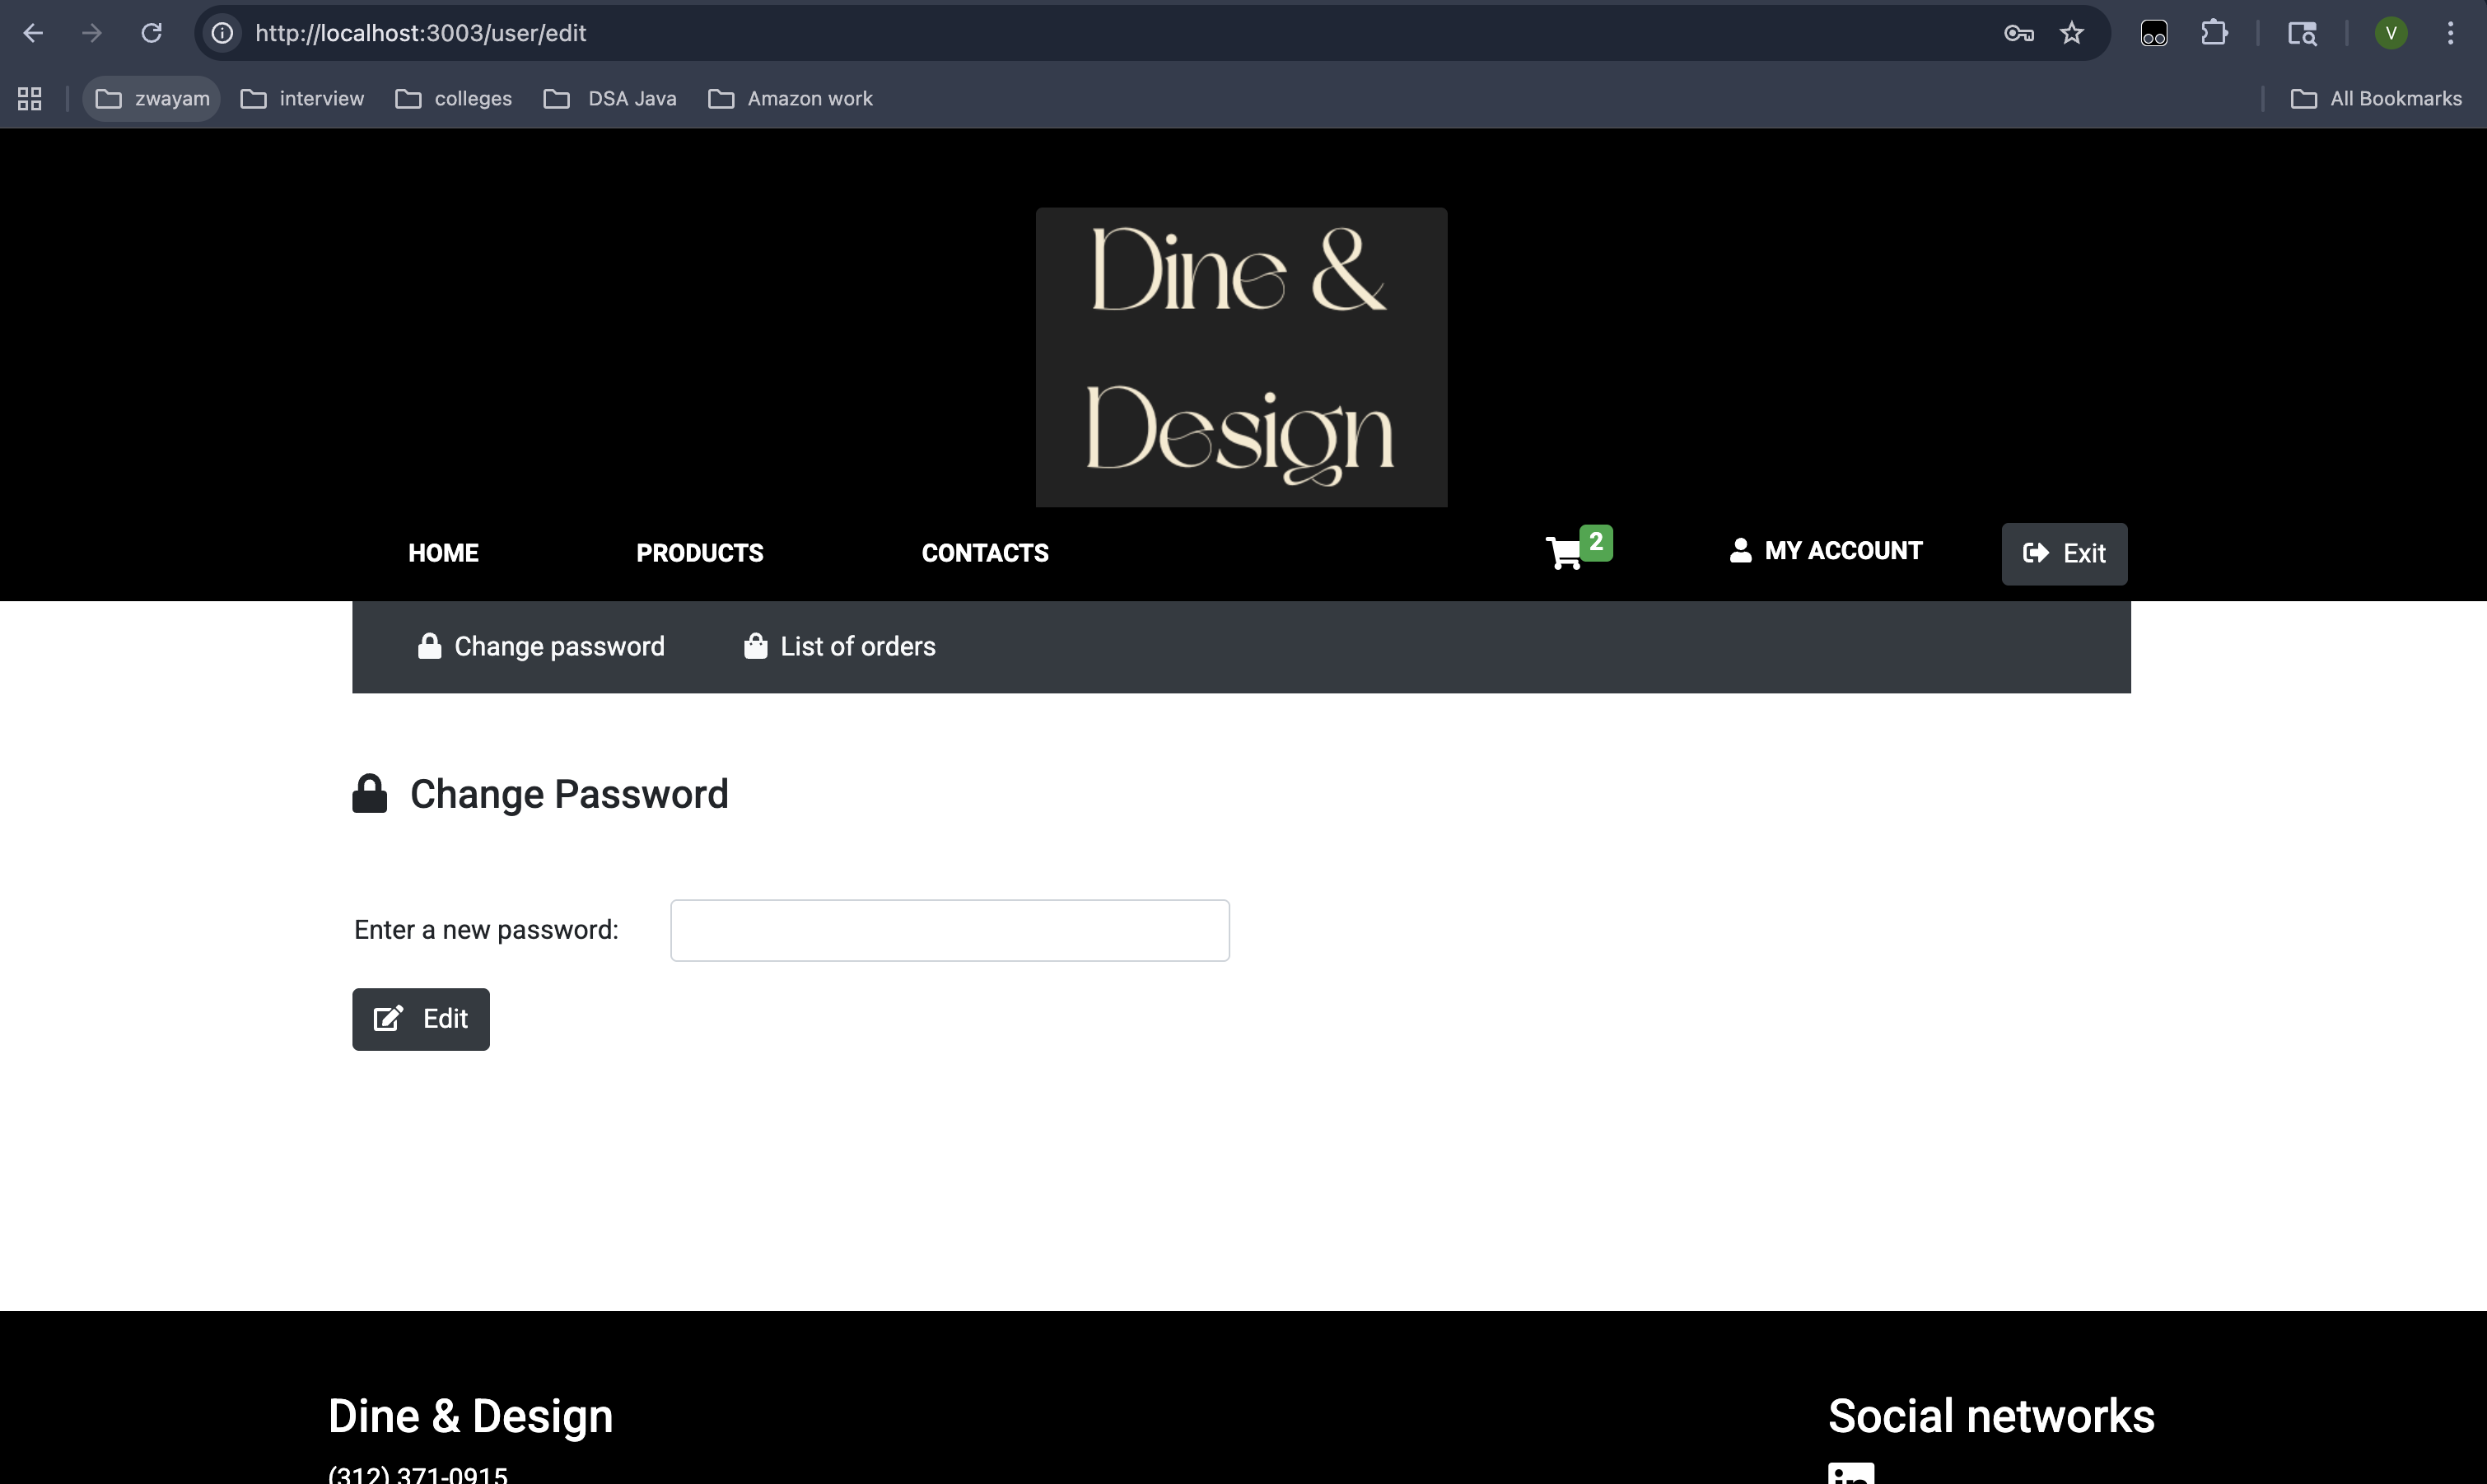 http://localhost:3003/user/edit
V
zwayam
interview
colleges
DSA Java
Amazon work
All Bookmarks
Dine &
Design
HOME
PRODUCTS
CONTACTS
2
MY ACCOUNT
Exit
Change password
List of orders
Change Password
Enter a new password:
Edit
Dine & Design
Social networks
(312) 371-0915
in